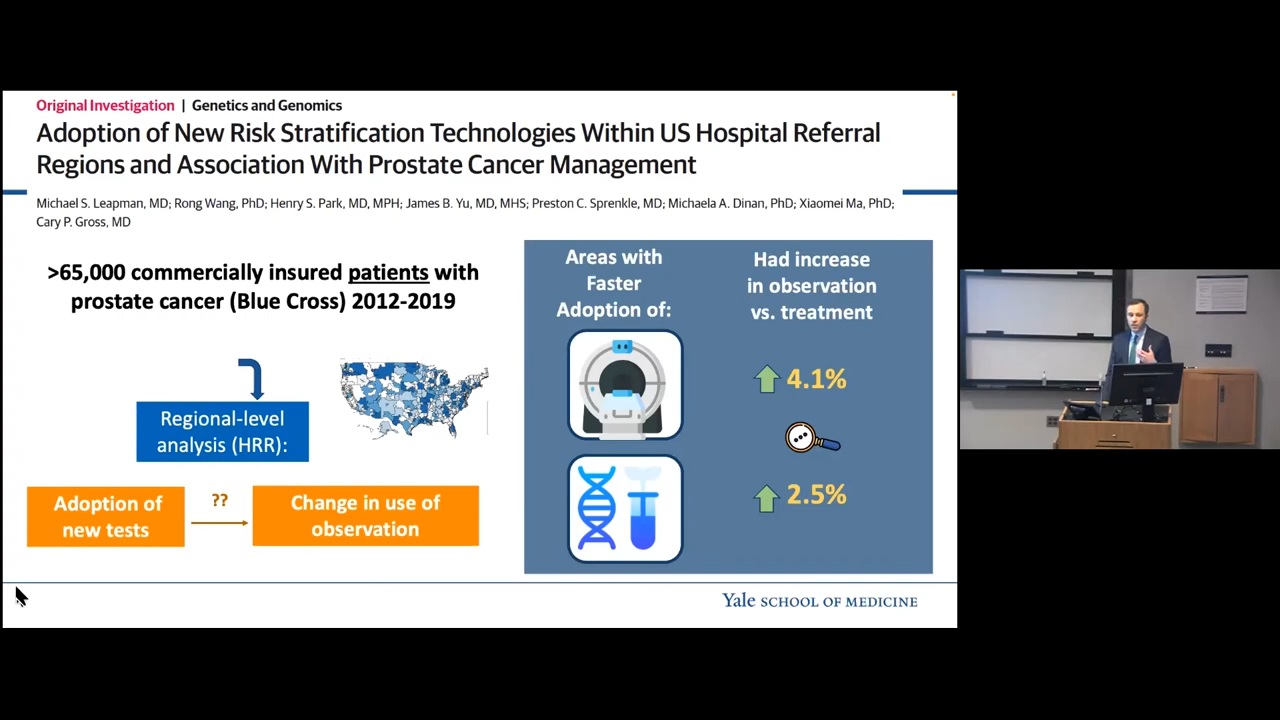 Original Investigation | Genetics and Genomics
Adoption of New Risk Stratification Technologies Within US Hospital Referral
Regions and Association With Prostate Cancer Management
Michael S. Leapman, MD; Rong Wang, PhD; Henry S. Park, MD, MPH; James B. Yu, MD, MHS; Preston C. Sprenkle, MD; Michaela A. Dinan, PhD; Xiaomei Ma, PhD;
Cary P. Gross, MD
>65,000 commercially insured patients with
prostate cancer (Blue Cross) 2012-2019
Regional-level
analysis (HRR):
Adoption of
new tests
??
Change in use of
observation
Areas with
Faster
Adoption of:
Had increase
in observation
vs. treatment
4.1%
2.5%
Yale SCHOOL OF MEDICINE